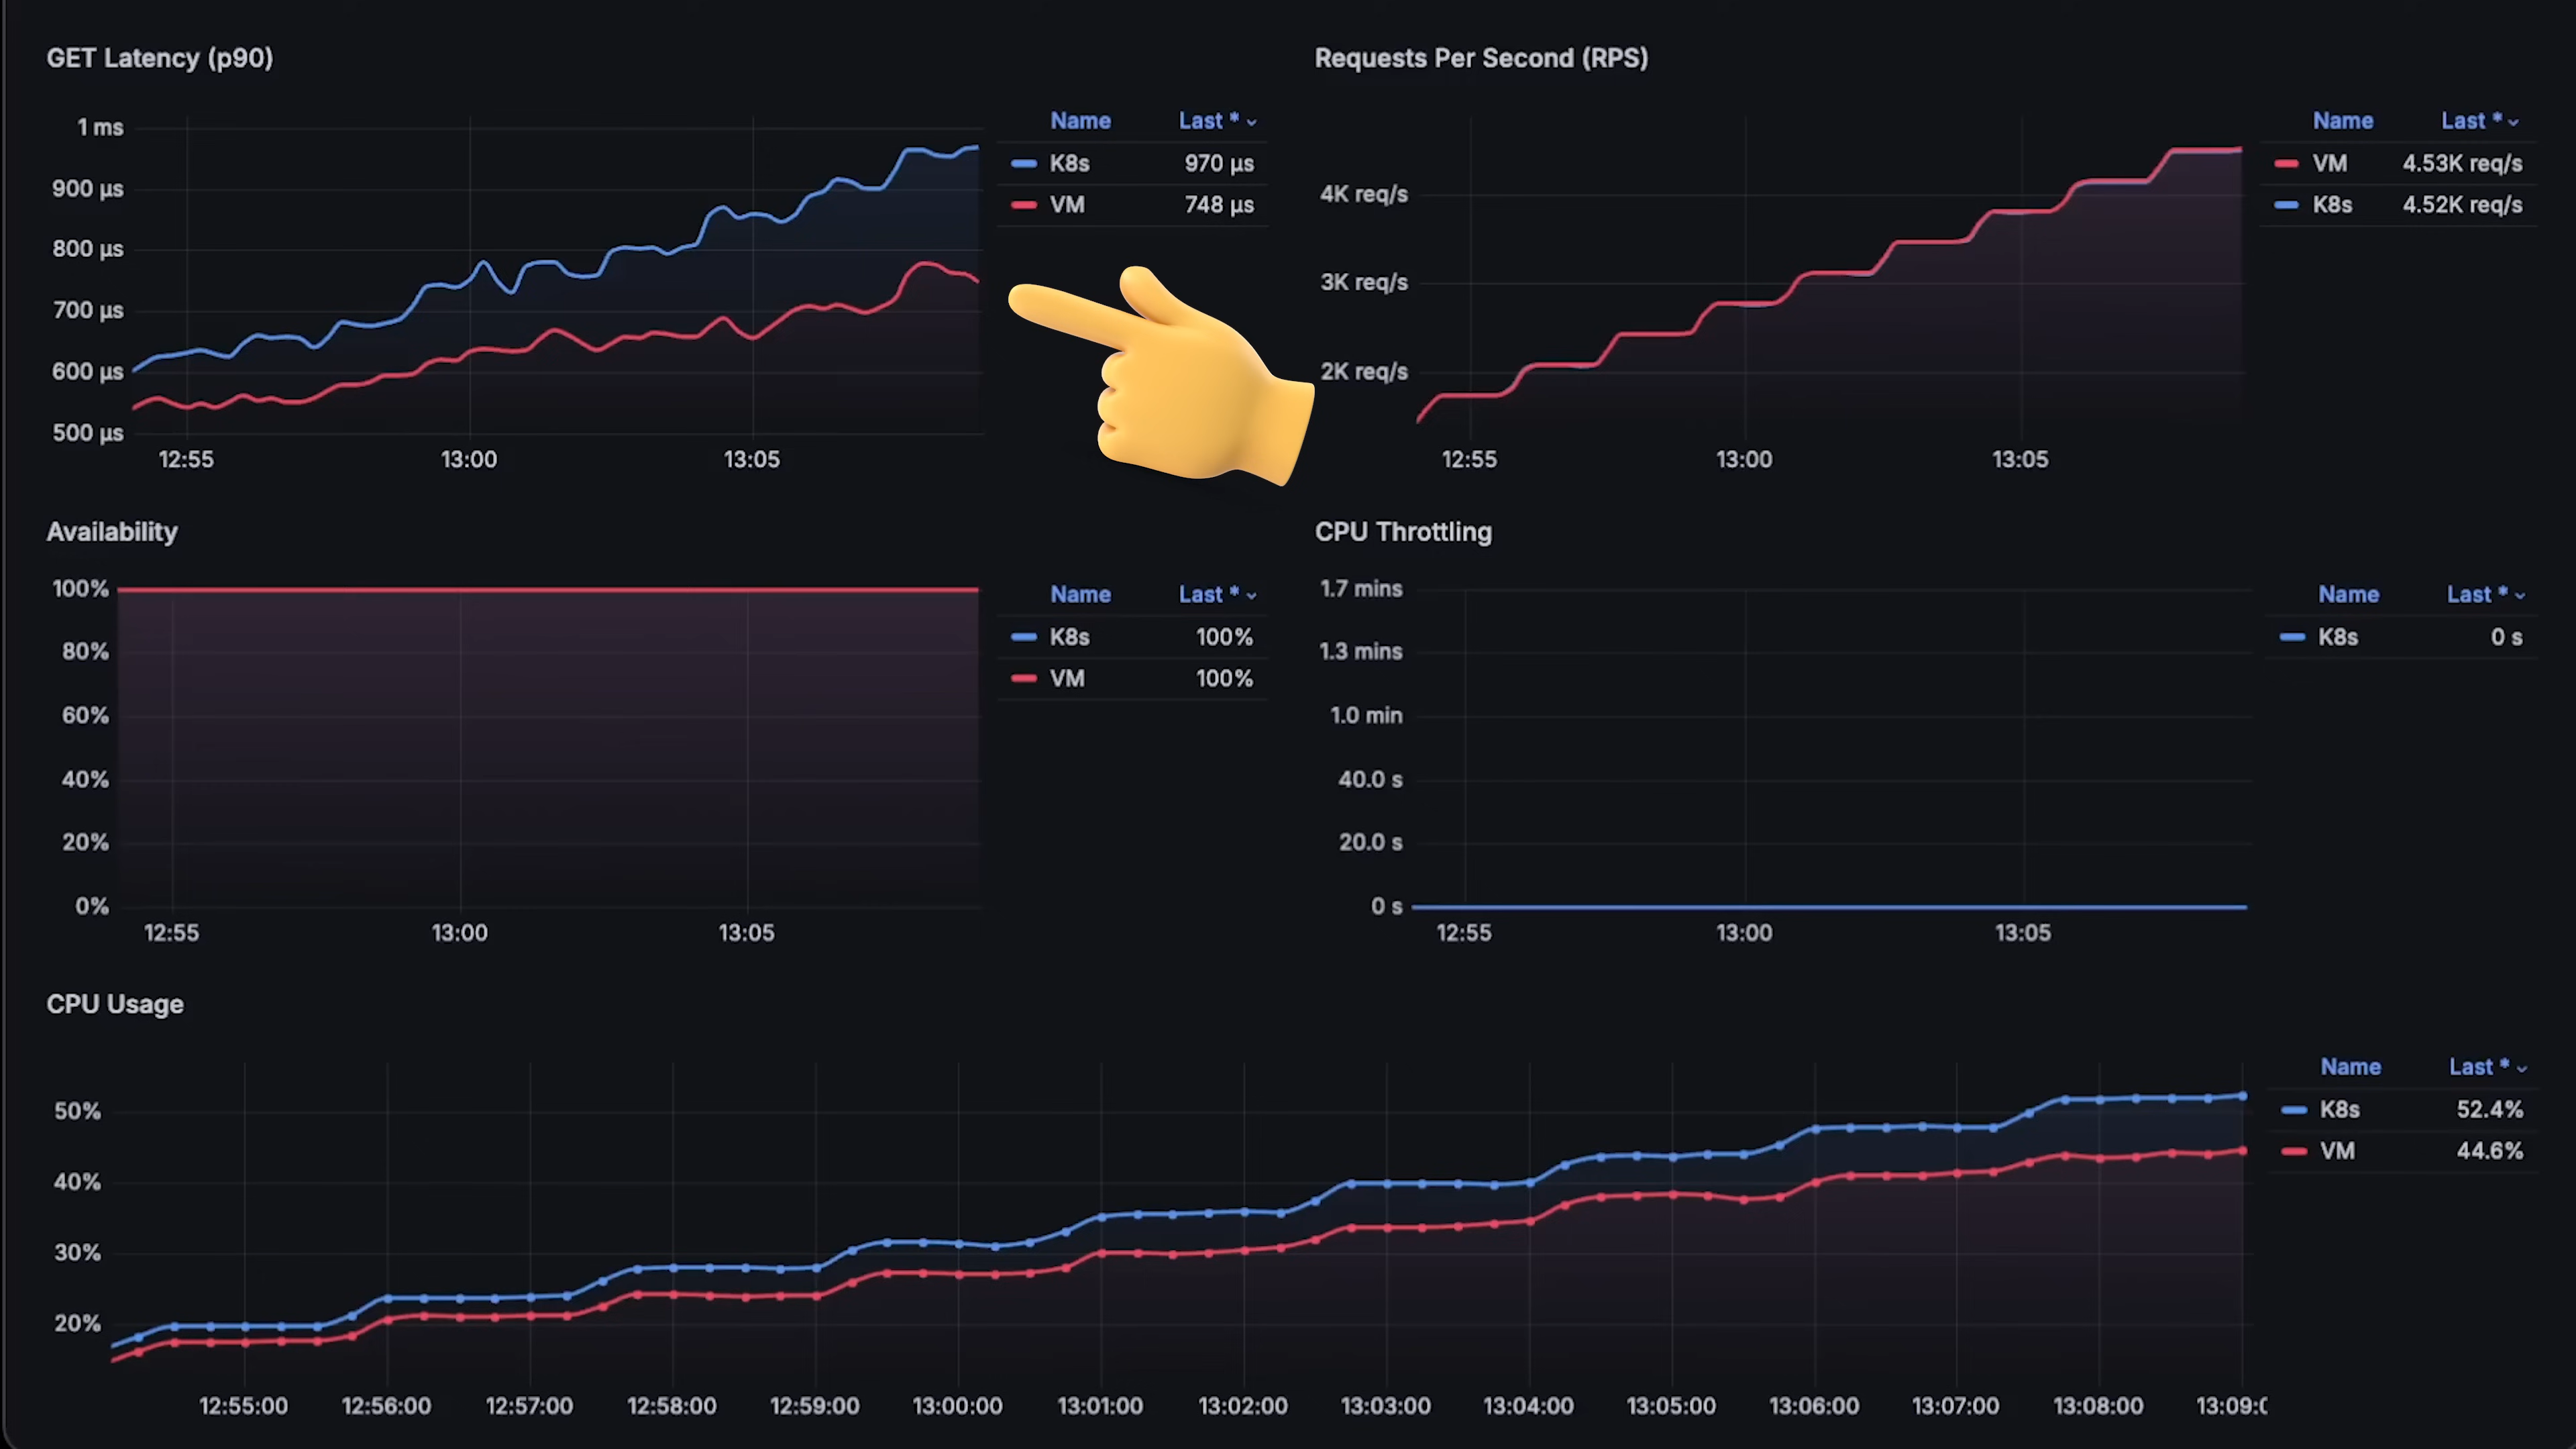 GET Latency (p90)
1 ms
900 µs
800 µs
700 µs
600 µs
500 µs
12:55 13:00 13:05
Name Last *
K8s 970 µs
VM 748 µs
Requests Per Second (RPS)
4K req/s
3K req/s
2K req/s
12:55 13:00 13:05
Name Last *
VM 4.53K req/s
K8s 4.52K req/s
Availability
100%
80%
60%
40%
20%
0%
12:55 13:00 13:05
Name Last *
K8s 100%
VM 100%
CPU Throttling
1.7 mins
1.3 mins
1.0 min
40.0 s
20.0 s
0 s
12:55 13:00 13:05
Name Last *
K8s 0 s
CPU Usage
50%
40%
30%
20%
12:55:00 12:56:00 12:57:00 12:58:00 12:59:00 13:00:00 13:01:00 13:02:00 13:03:00 13:04:00 13:05:00 13:06:00 13:07:00 13:08:00 13:09:0
Name Last *
K8s 52.4%
VM 44.6%